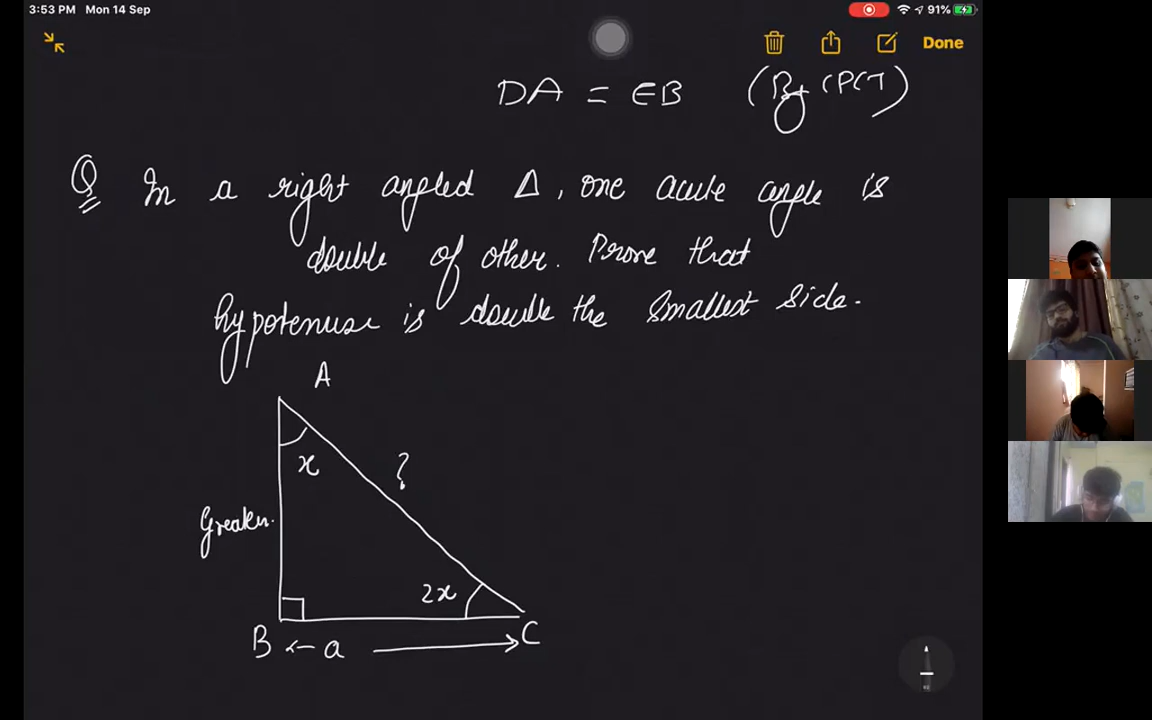 3:53 PM Mon 14 Sep
91%
Done
DA = EB (By CPCT)
Q In a right angled Δ, one acute angle is
double of other. Prove that
hypotenuse is double the smallest side.
A
x
?
Greater.
2x
B ← a → C